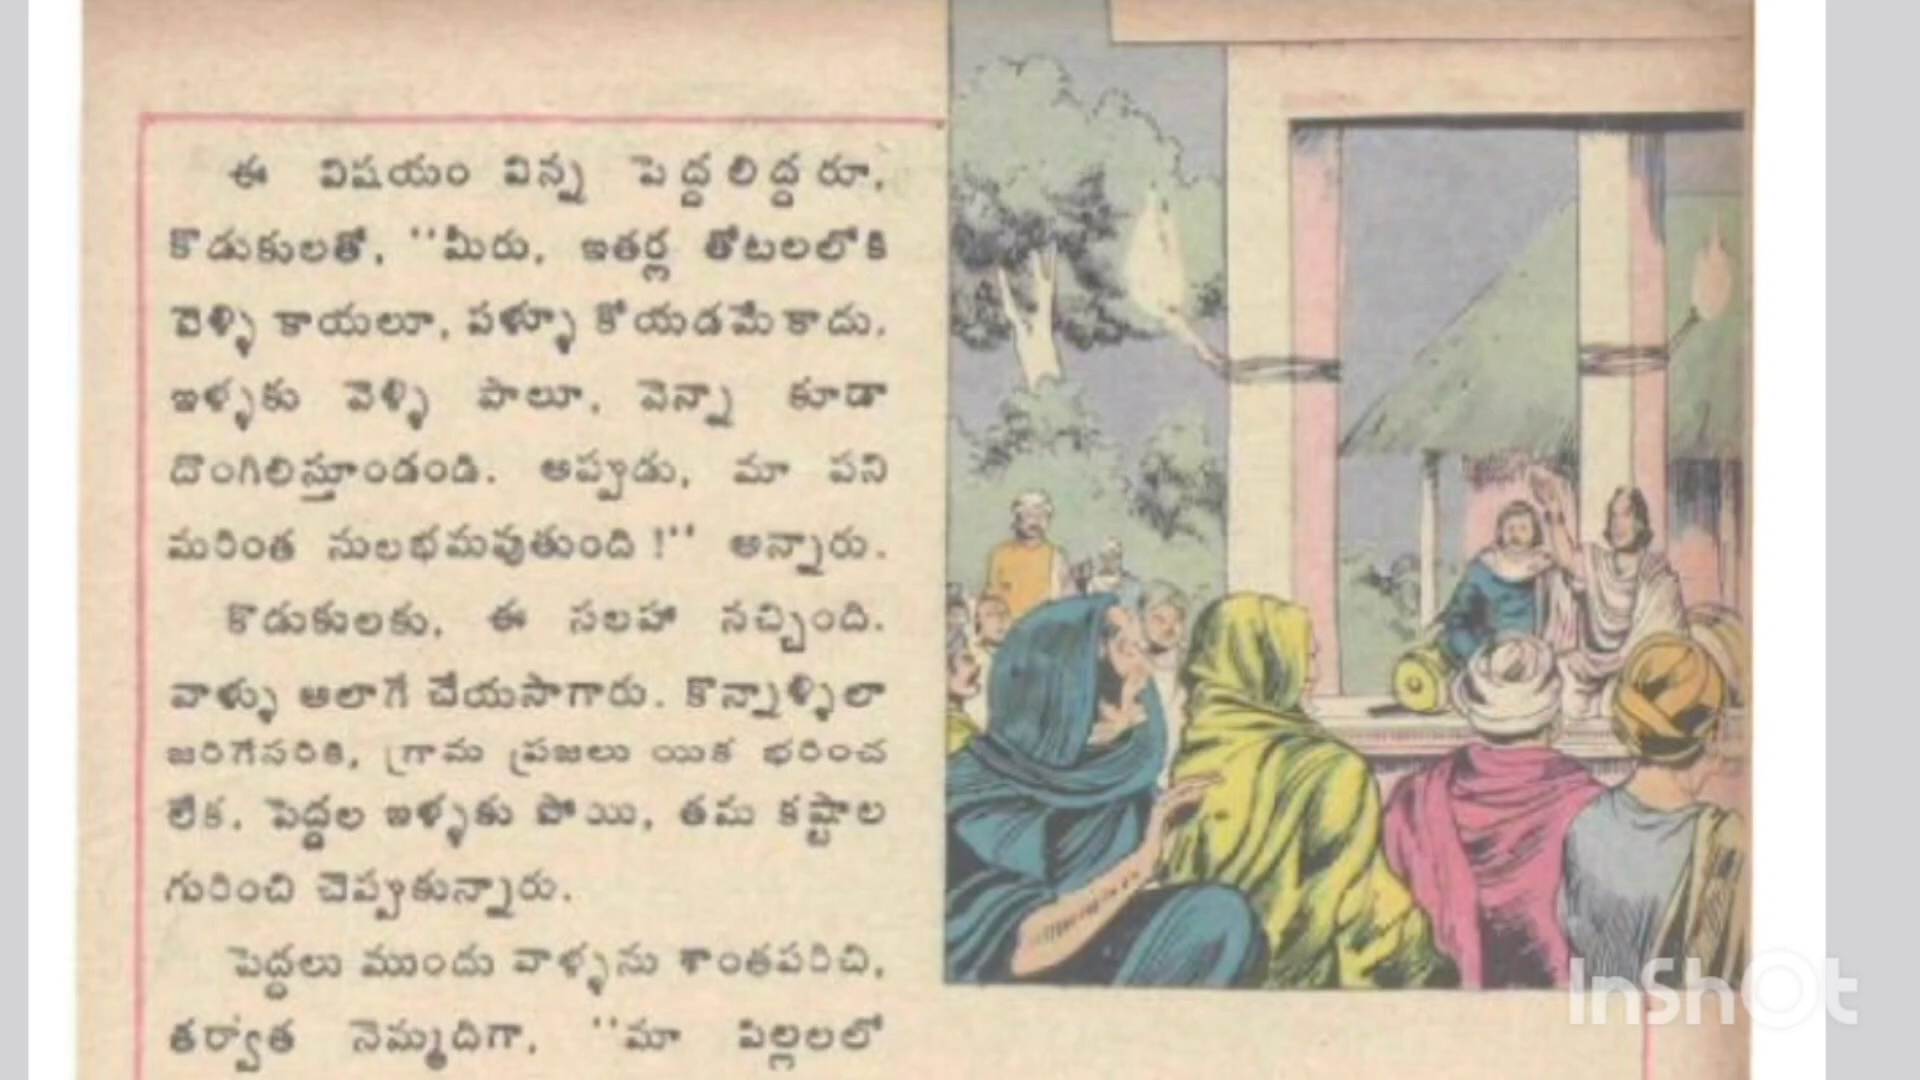 ఈ విషయం విన్న పెద్దలిద్దరూ,
కొడుకులతో, "మీరు, ఇతర్ల తోటలలోకి
వెళ్ళి కాయలూ, పళ్ళూ కోయడమేకాదు,
ఇళ్ళకు వెళ్ళి పాలూ, వెన్నా కూడా
దొంగిలిస్తూండండి. అప్పుడు, మా పని
మరింత సులభమవుతుంది!" అన్నారు.
కొడుకులకు, ఈ సలహా నచ్చింది.
వాళ్ళు అలాగే చేయసాగారు. కొన్నాళ్ళిలా
జరిగేసరికి, గ్రామ ప్రజలు యిక భరించ
లేక, పెద్దల ఇళ్ళకు పోయి, తమ కష్టాల
గురించి చెప్పుకున్నారు.
పెద్దలు ముందు వాళ్ళను శాంతపరిచి,
తర్వాత నెమ్మదిగా, "మా పిల్లలలో
InShOt